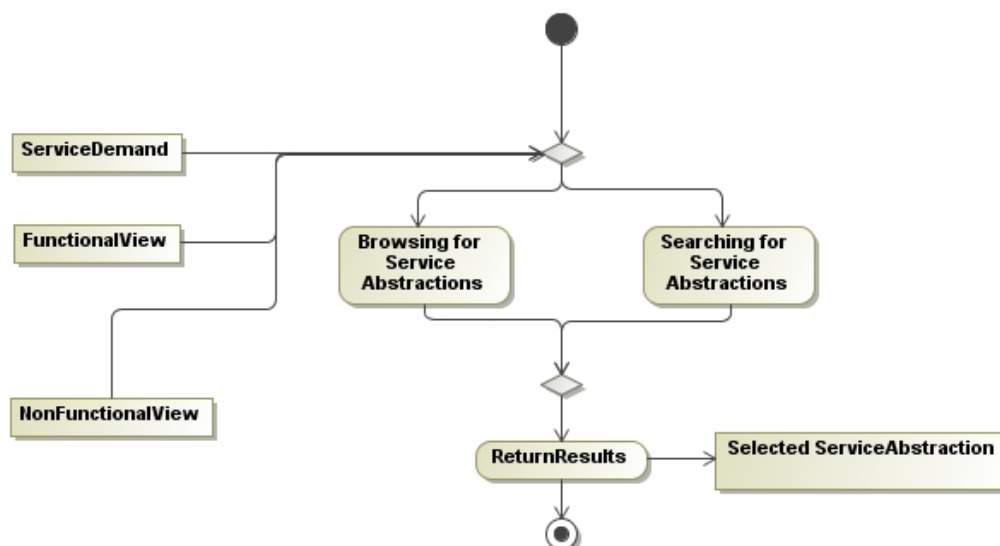 ServiceDemand
FunctionalView
Browsing for
Service
Abstractions
Searching for
Service
Abstractions
NonFunctionalView
ReturnResults
Selected ServiceAbstraction